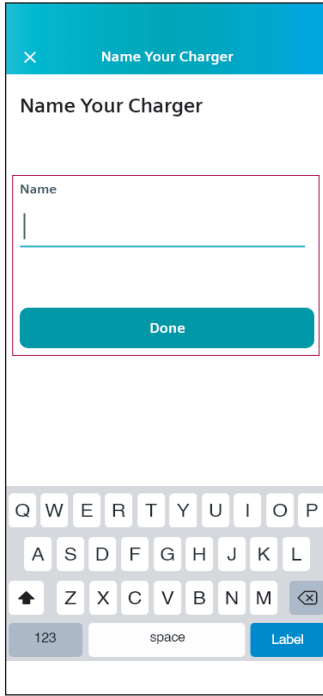 Name Your Charger
Name Your Charger
Name
Done
Q W E R T Y U I O P
A S D F G H J K L
Z X C V B N M
123 space Label